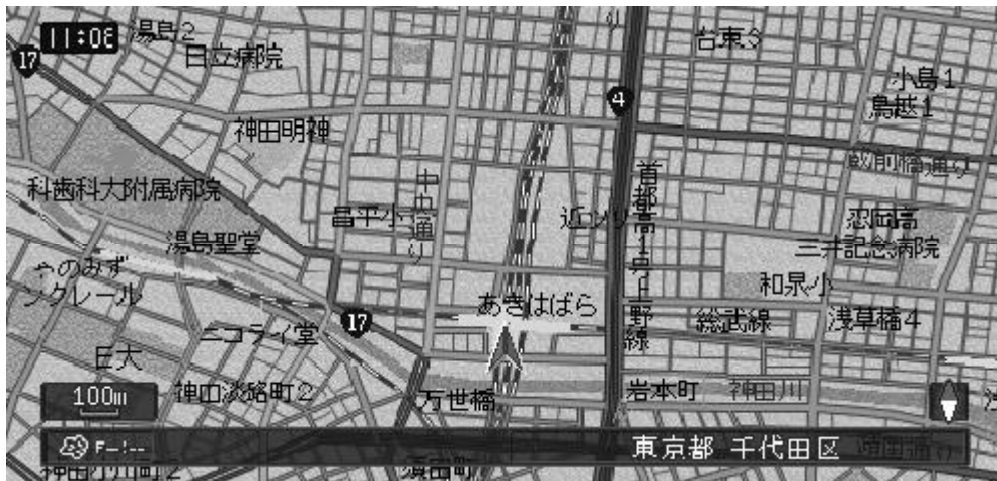 11:08
湯島2
17
日立病院
台東3
小島1
鳥越1
4
神田明神
蔵前橋通り
科歯科大附属病院
中央通り
昌平小
首都高1号上野線
忍岡高
三井記念病院
湯島聖堂
和泉小
あきはばら
17
総武線
浅草橋4
ニコライ堂
日大
100m
神田淡路町2
万世橋
岩本町
神田川
東京都 千代田区
須田町